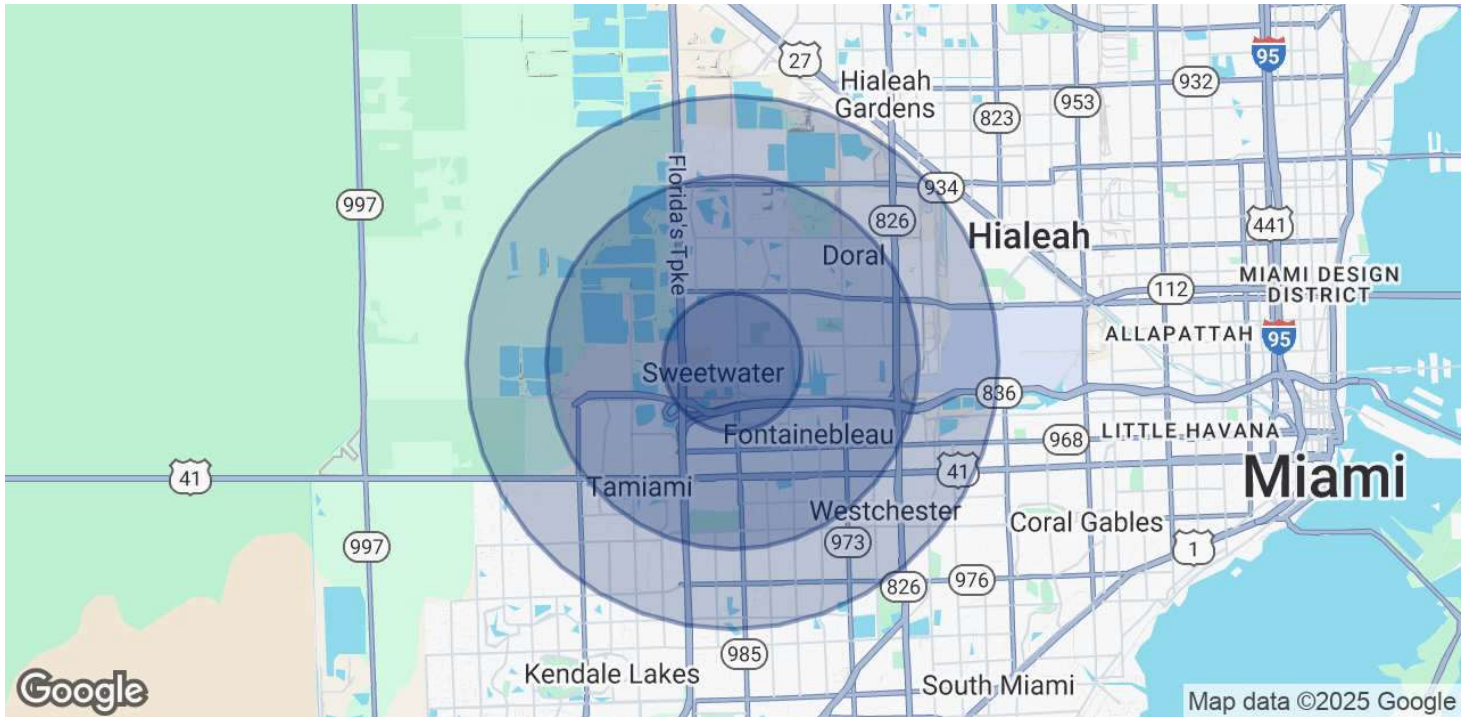 27
95
Hialeah
Gardens
932
953
823
Florida's Tpke
934
997
826
441
Hialeah
Doral
MIAMI DESIGN
DISTRICT
112
ALLAPATTAH
95
Sweetwater
836
Fontainebleau
968
LITTLE HAVANA
41
41
Miami
Tamiami
Westchester
Coral Gables
997
973
1
826
976
985
Kendale Lakes
South Miami
Google
Map data ©2025 Google